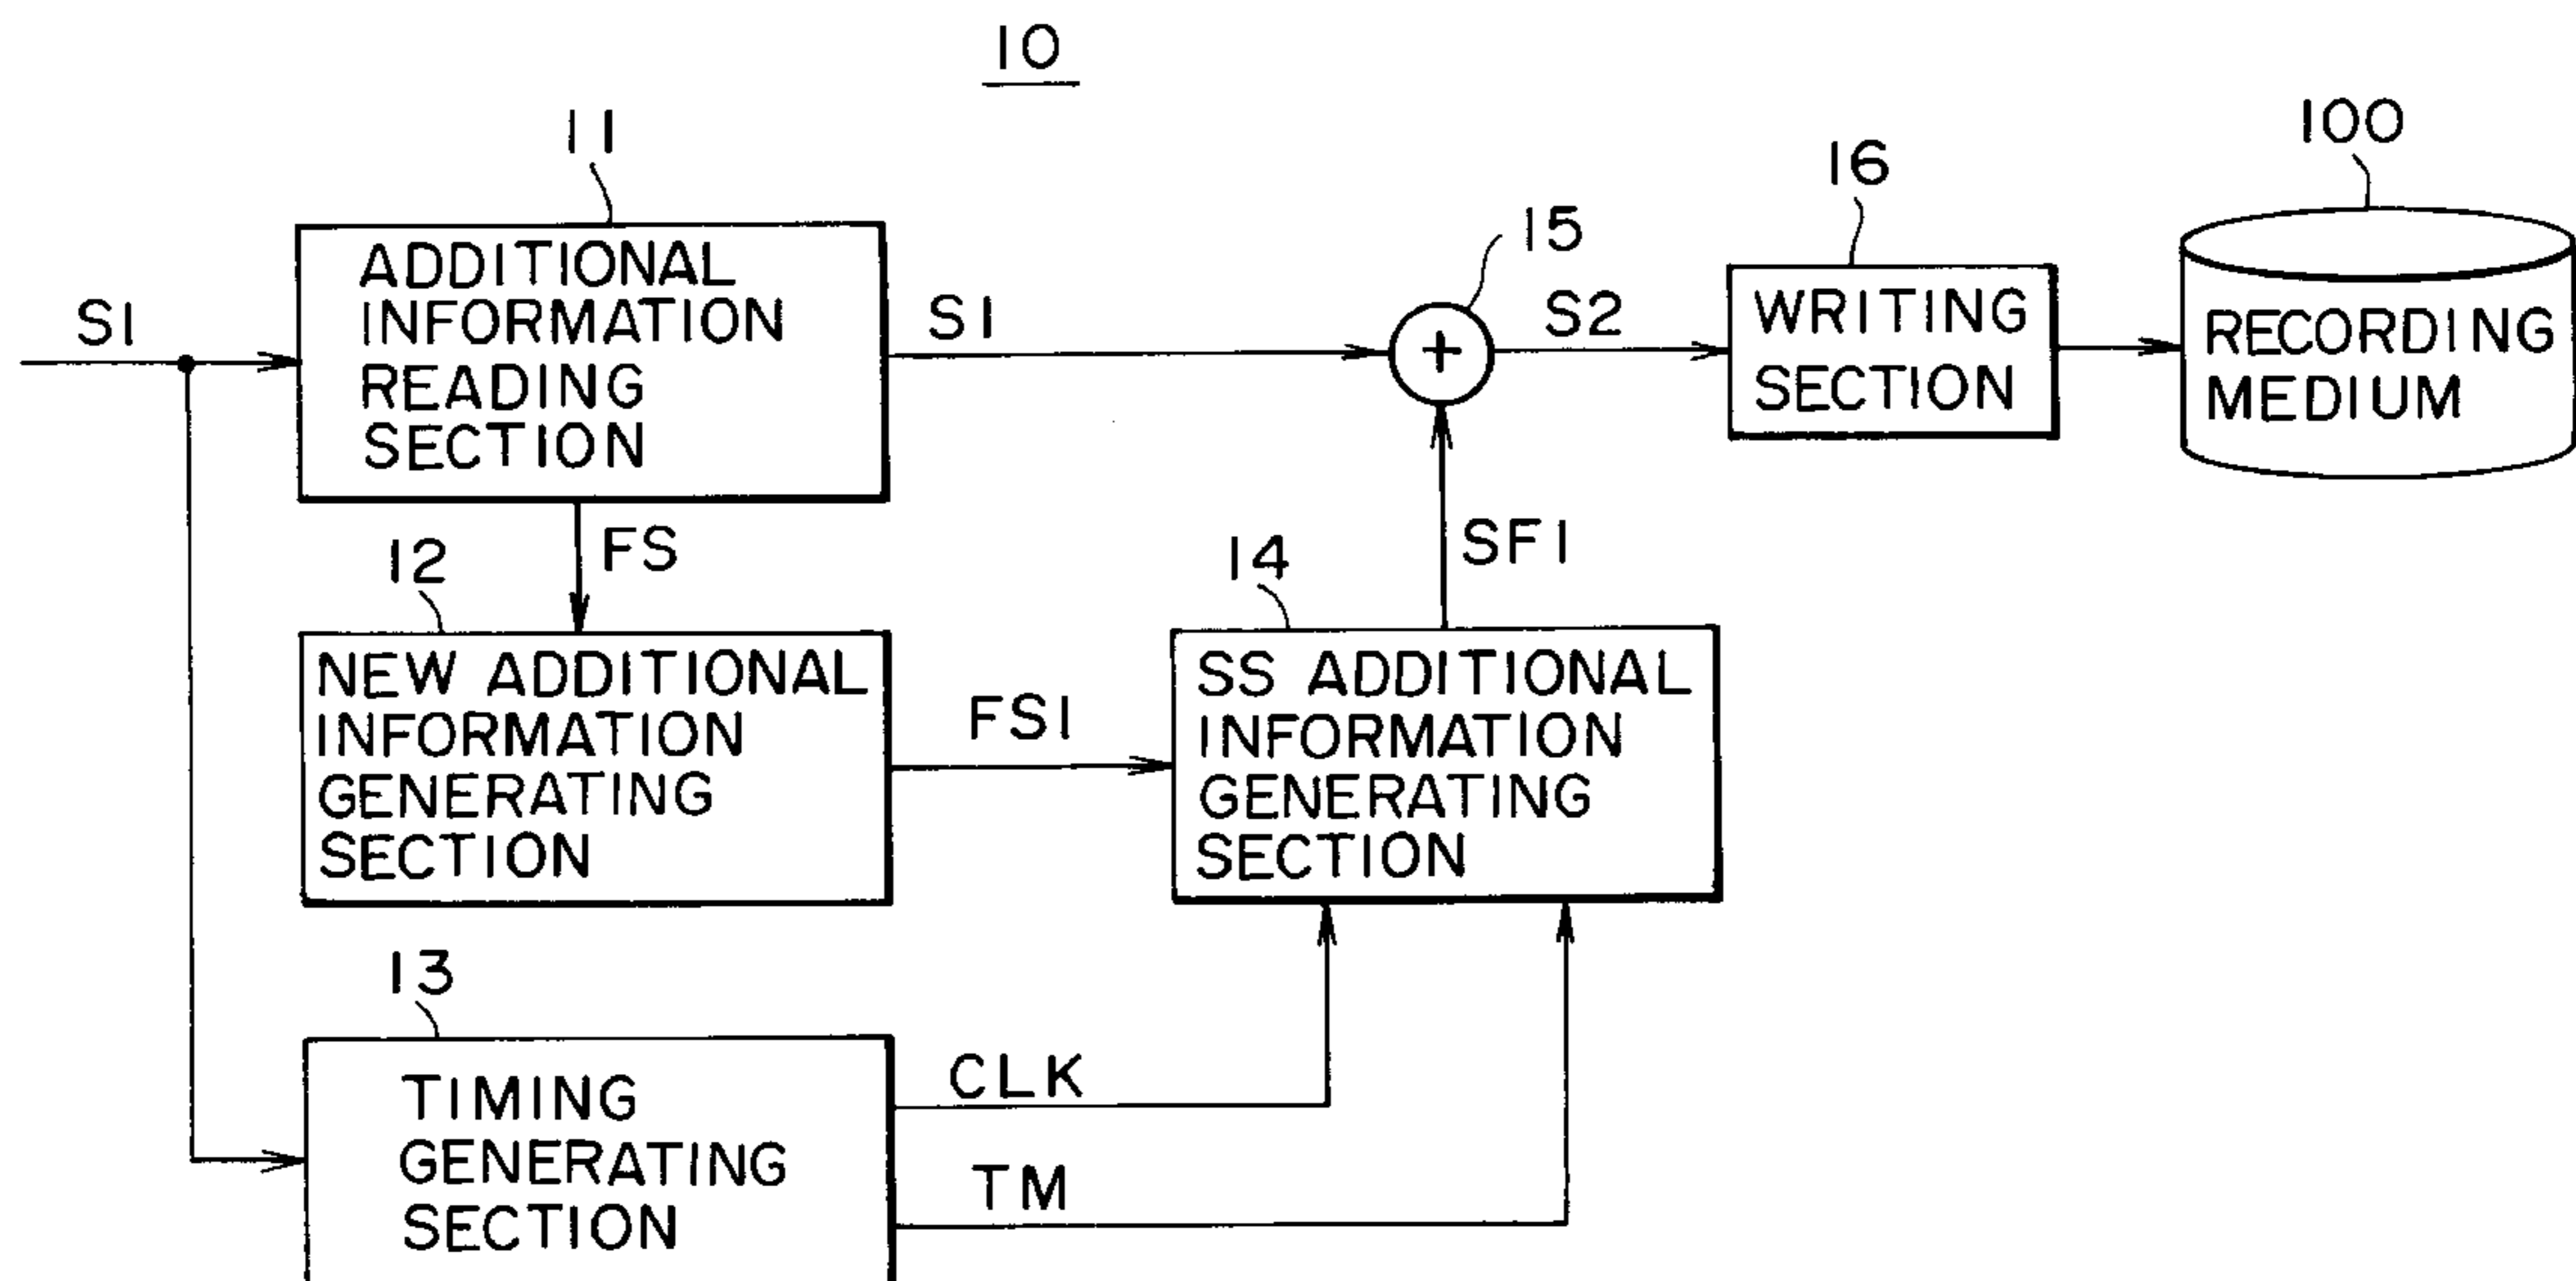 10
11
100
16
15
ADDITIONAL
INFORMATION
READING
SECTION
S1
S1
S2
WRITING
SECTION
RECORDING
MEDIUM
FS
SF1
12
14
NEW ADDITIONAL
INFORMATION
GENERATING
SECTION
FS1
SS ADDITIONAL
INFORMATION
GENERATING
SECTION
13
TIMING
GENERATING
SECTION
CLK
TM
+